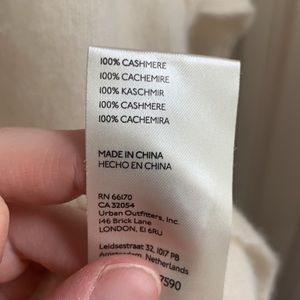 100% CASHMERE
100% CACHEMIRE
100% KASCHMIR
100% CASHMERE
100% CACHEMIRA
MADE IN CHINA
HECHO EN CHINA
RN 66170
CA 32054
Urban Outfitters, Inc.
146 Brick Lane
LONDON, E1 6RU
Leidsestraat 32, 1017 PB
Amsterdam, Netherlands
7590